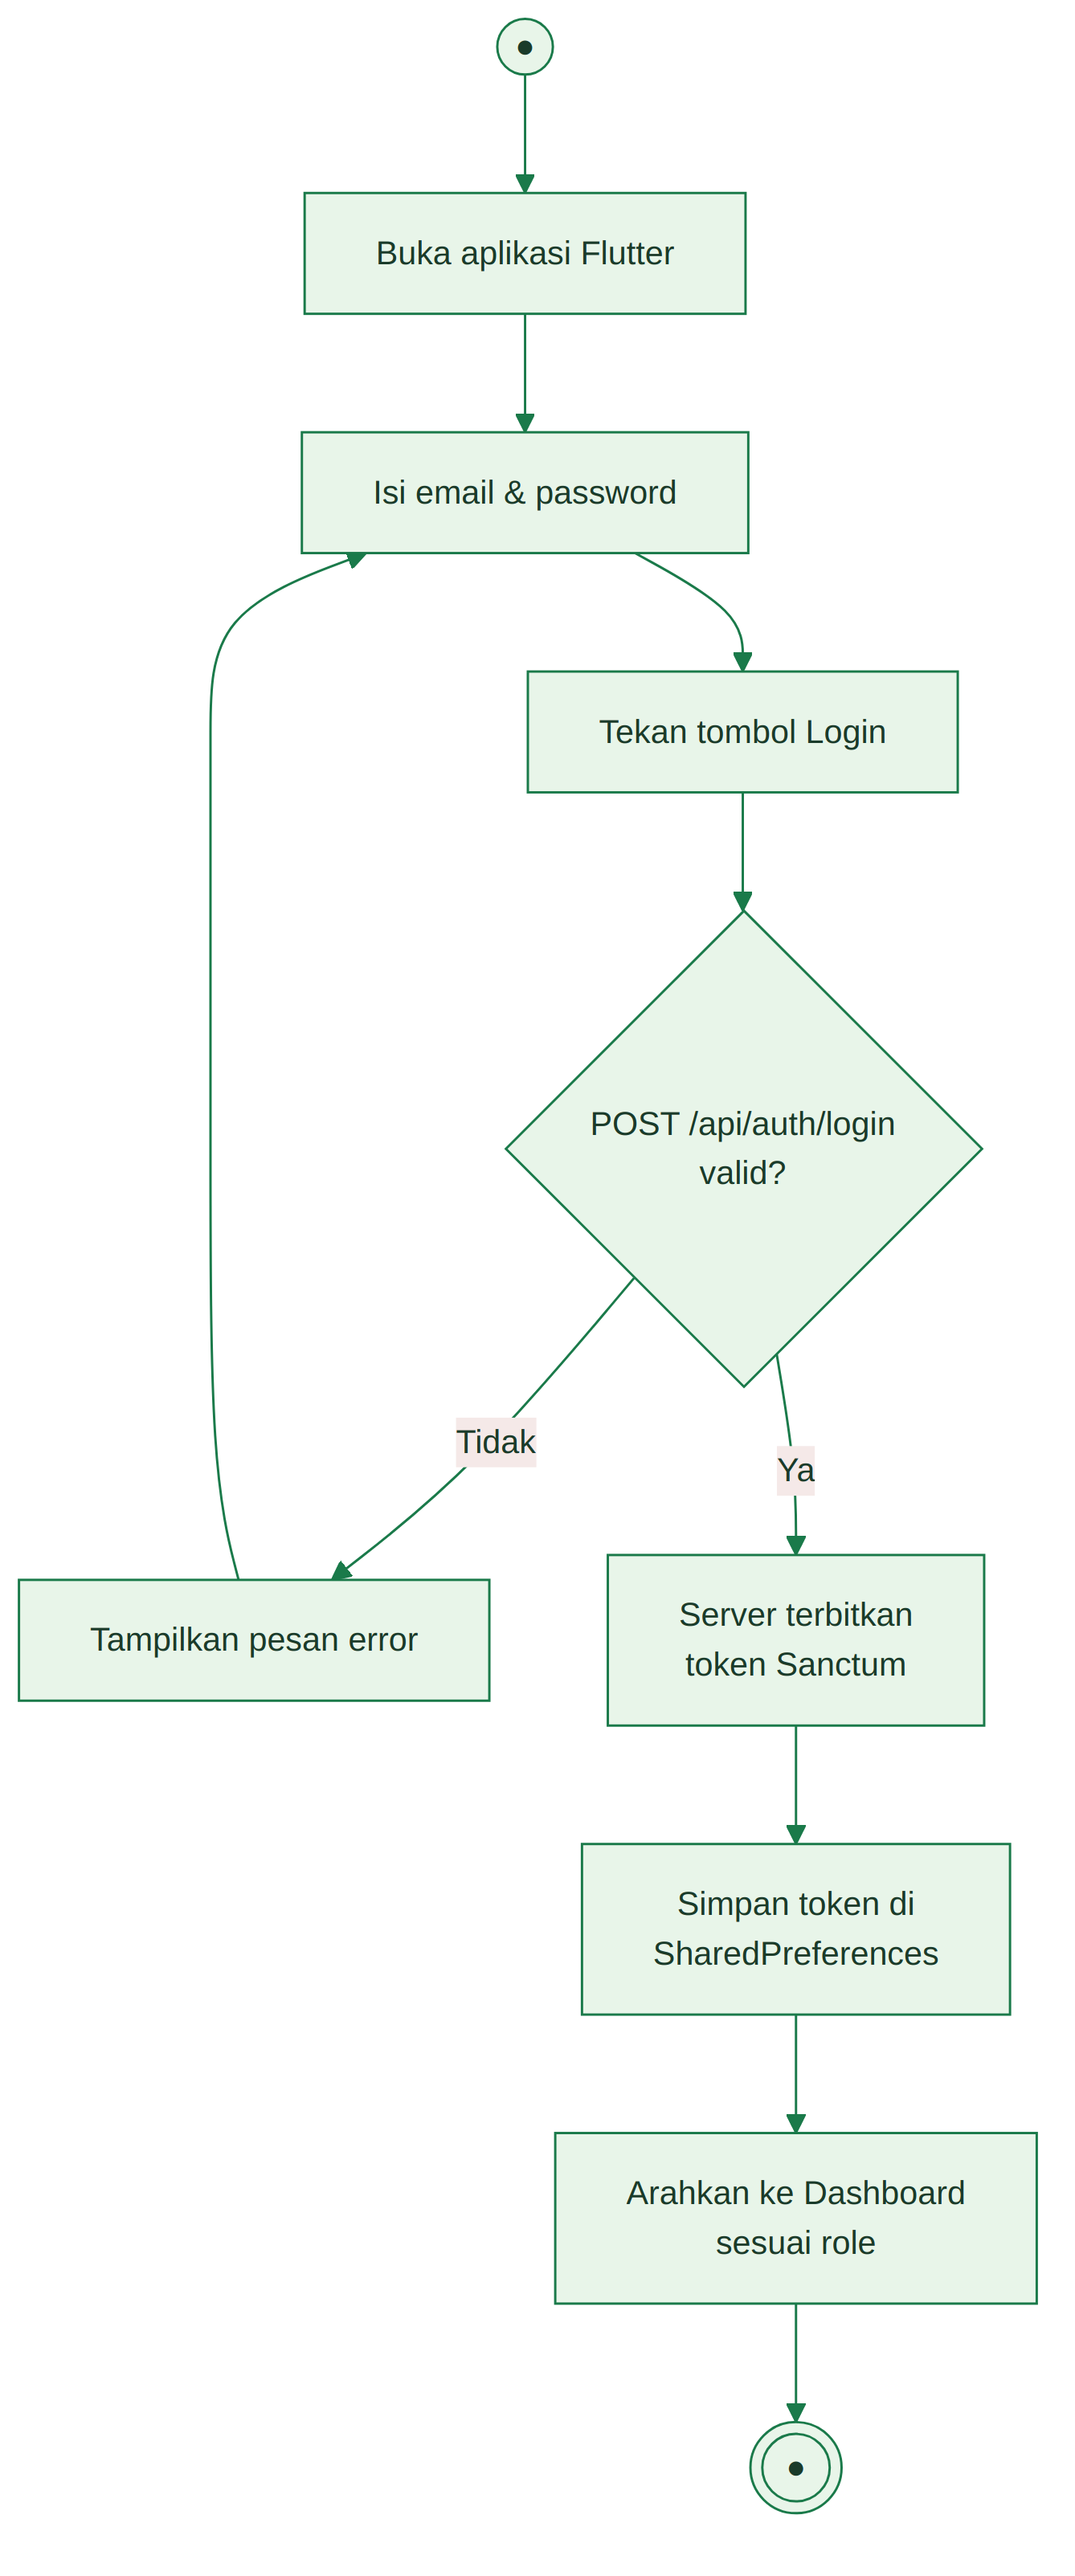 Buka aplikasi Flutter
Isi email & password
Tekan tombol Login
POST /api/auth/login
valid?
Tidak
Ya
Tampilkan pesan error
Server terbitkan
token Sanctum
Simpan token di
SharedPreferences
Arahkan ke Dashboard
sesuai role